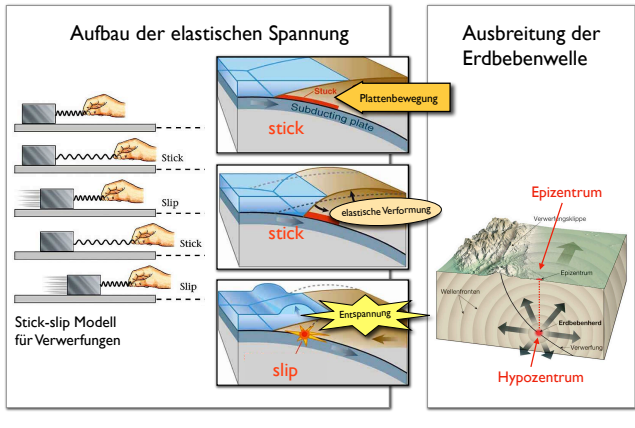 Aufbau der elastischen Spannung
Stick
Slip
Stick
Slip
Stick-slip Modell
für Verwerfungen
Stuck
Plattenbewegung
Subducting plate
stick
elastische Verformung
stick
Entspannung
slip
Ausbreitung der
Erdbebenwelle
Epizentrum
Verwerfungsklippe
Epizentrum
Wellenfronten
Erdbebenherd
Verwerfung
Hypozentrum